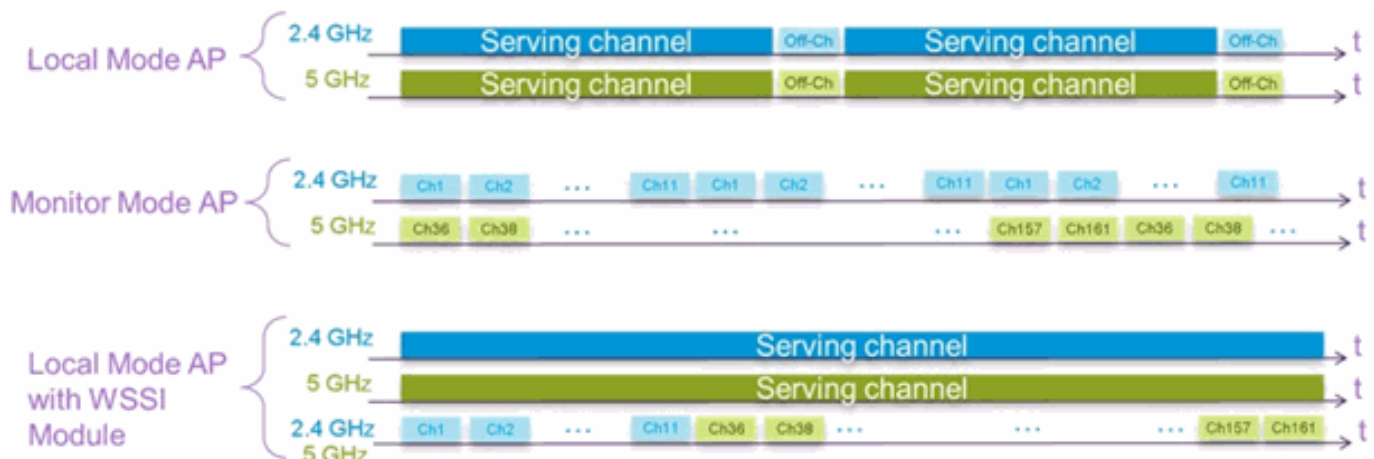 2.4 GHz Serving channel Off-Ch Serving channel Off-Ch t
Local Mode AP
5 GHz Serving channel Off-Ch Serving channel Off-Ch t
2.4 GHz Ch1 Ch2 ... Ch11 Ch1 Ch2 ... Ch11 Ch1 Ch2 ... Ch11 t
Monitor Mode AP
5 GHz Ch36 Ch38 ... ... ... Ch157 Ch161 Ch36 Ch38 ... t
2.4 GHz Serving channel t
Local Mode AP
with WSSI
Module
5 GHz Serving channel t
2.4 GHz Ch1 Ch2 ... Ch11 Ch36 Ch38 ... ... ... Ch157 Ch161 t
5 GHz